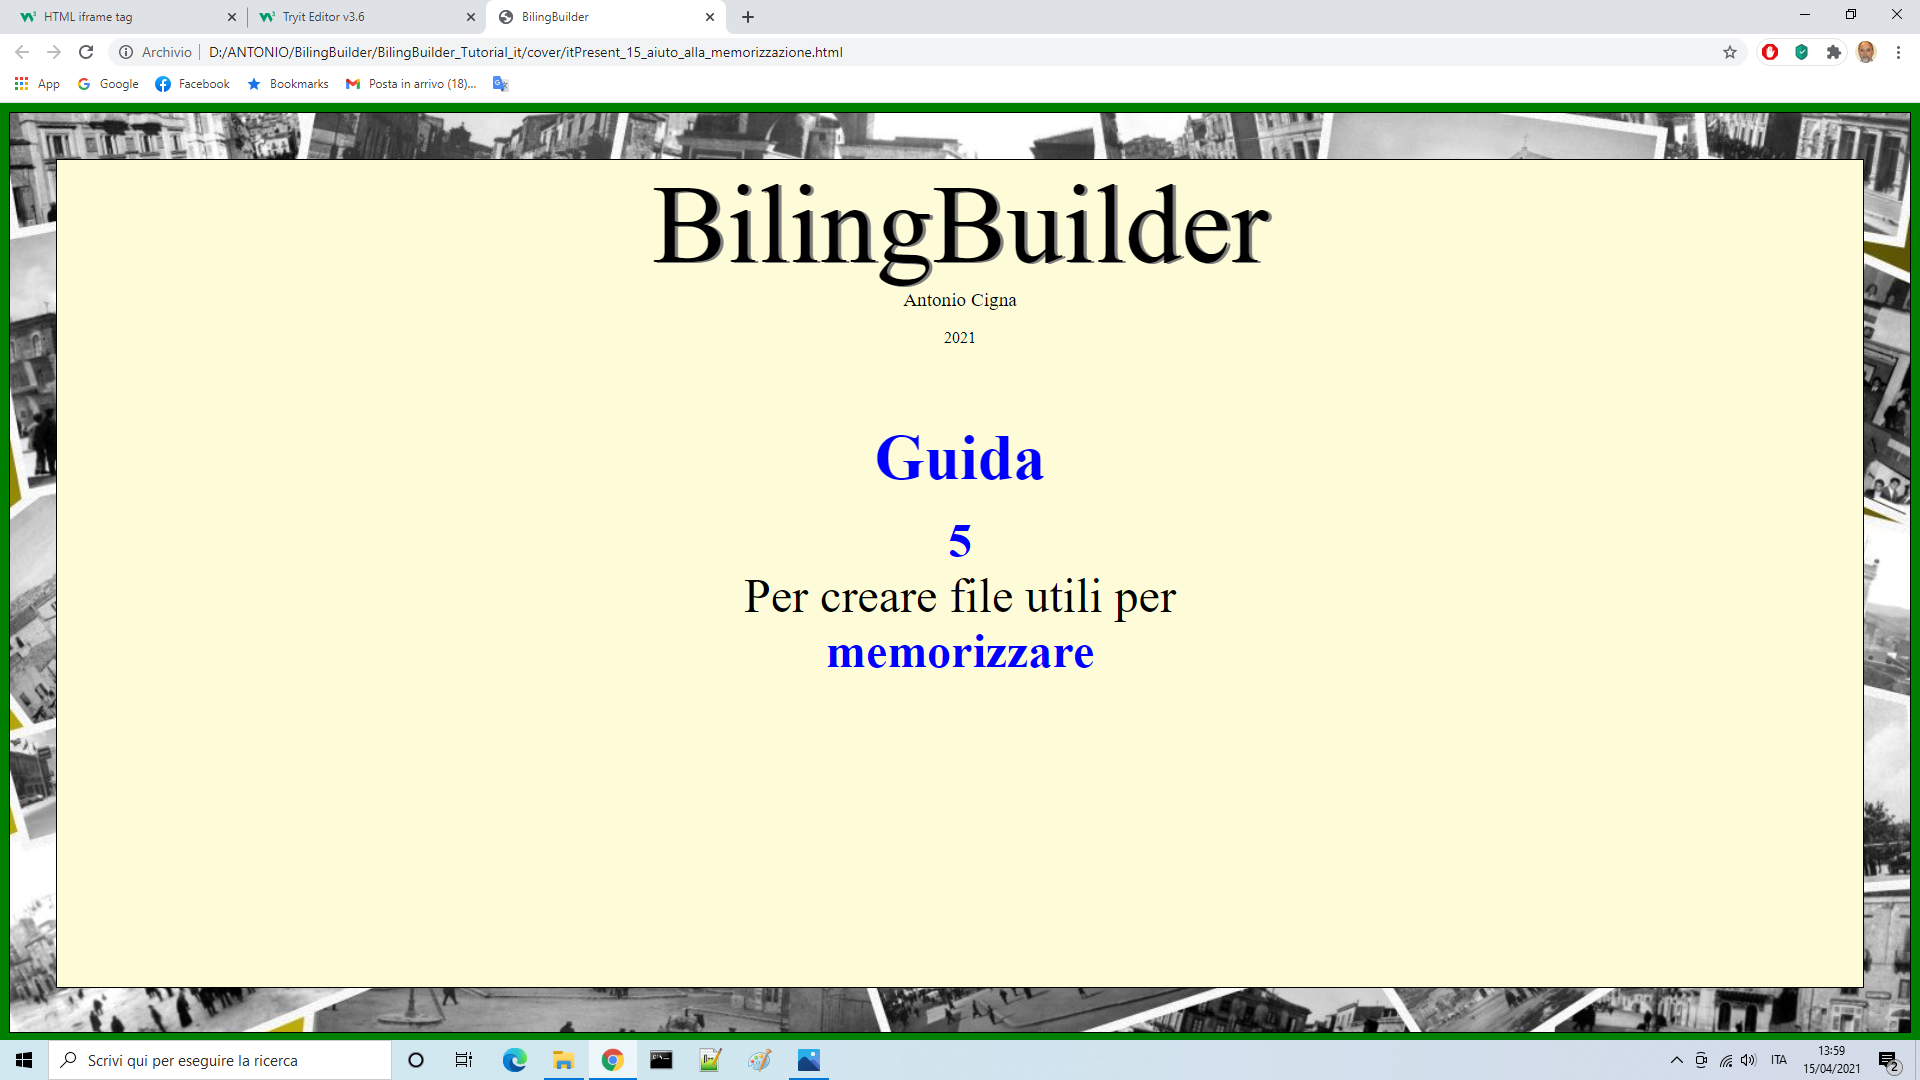 HTML iframe tag
Tryit Editor v3.6
BilingBuilder
Archivio
D:/ANTONIO/BilingBuilder/BilingBuilder_Tutorial_it/cover/itPresent_15_aiuto_alla_memorizzazione.html
App
Google
Facebook
Bookmarks
Posta in arrivo (18)...
BilingBuilder
Antonio Cigna
2021
Guida
5
Per creare file utili per
memorizzare
Scrivi qui per eseguire la ricerca
ITA
13:59
15/04/2021
2